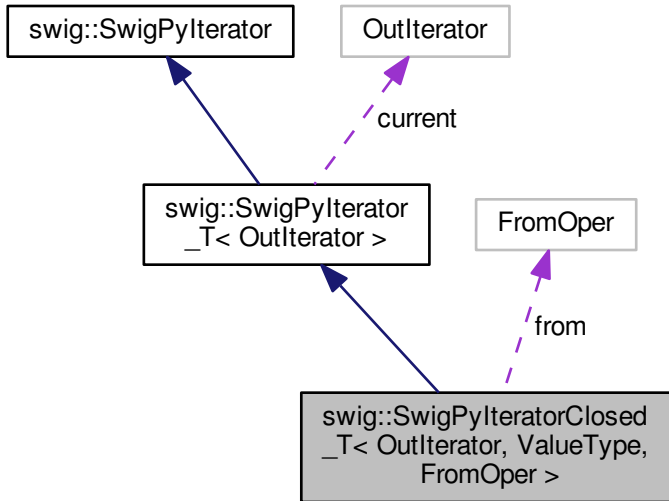 swig::SwigPyIterator
OutIterator
current
swig::SwigPyIterator
_T< OutIterator >
FromOper
from
swig::SwigPyIteratorClosed
_T< OutIterator, ValueType,
FromOper >